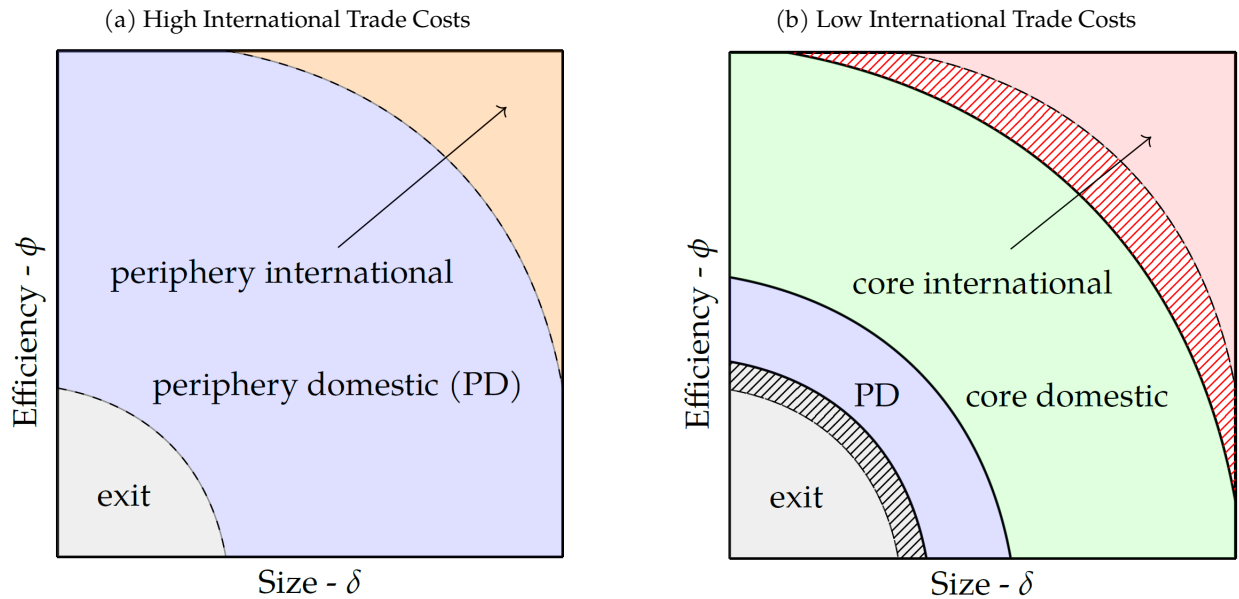 (a) High International Trade Costs
Efficiency - ϕ
periphery international
periphery domestic (PD)
exit
Size - δ
(b) Low International Trade Costs
Efficiency - ϕ
core international
PD
core domestic
exit
Size - δ